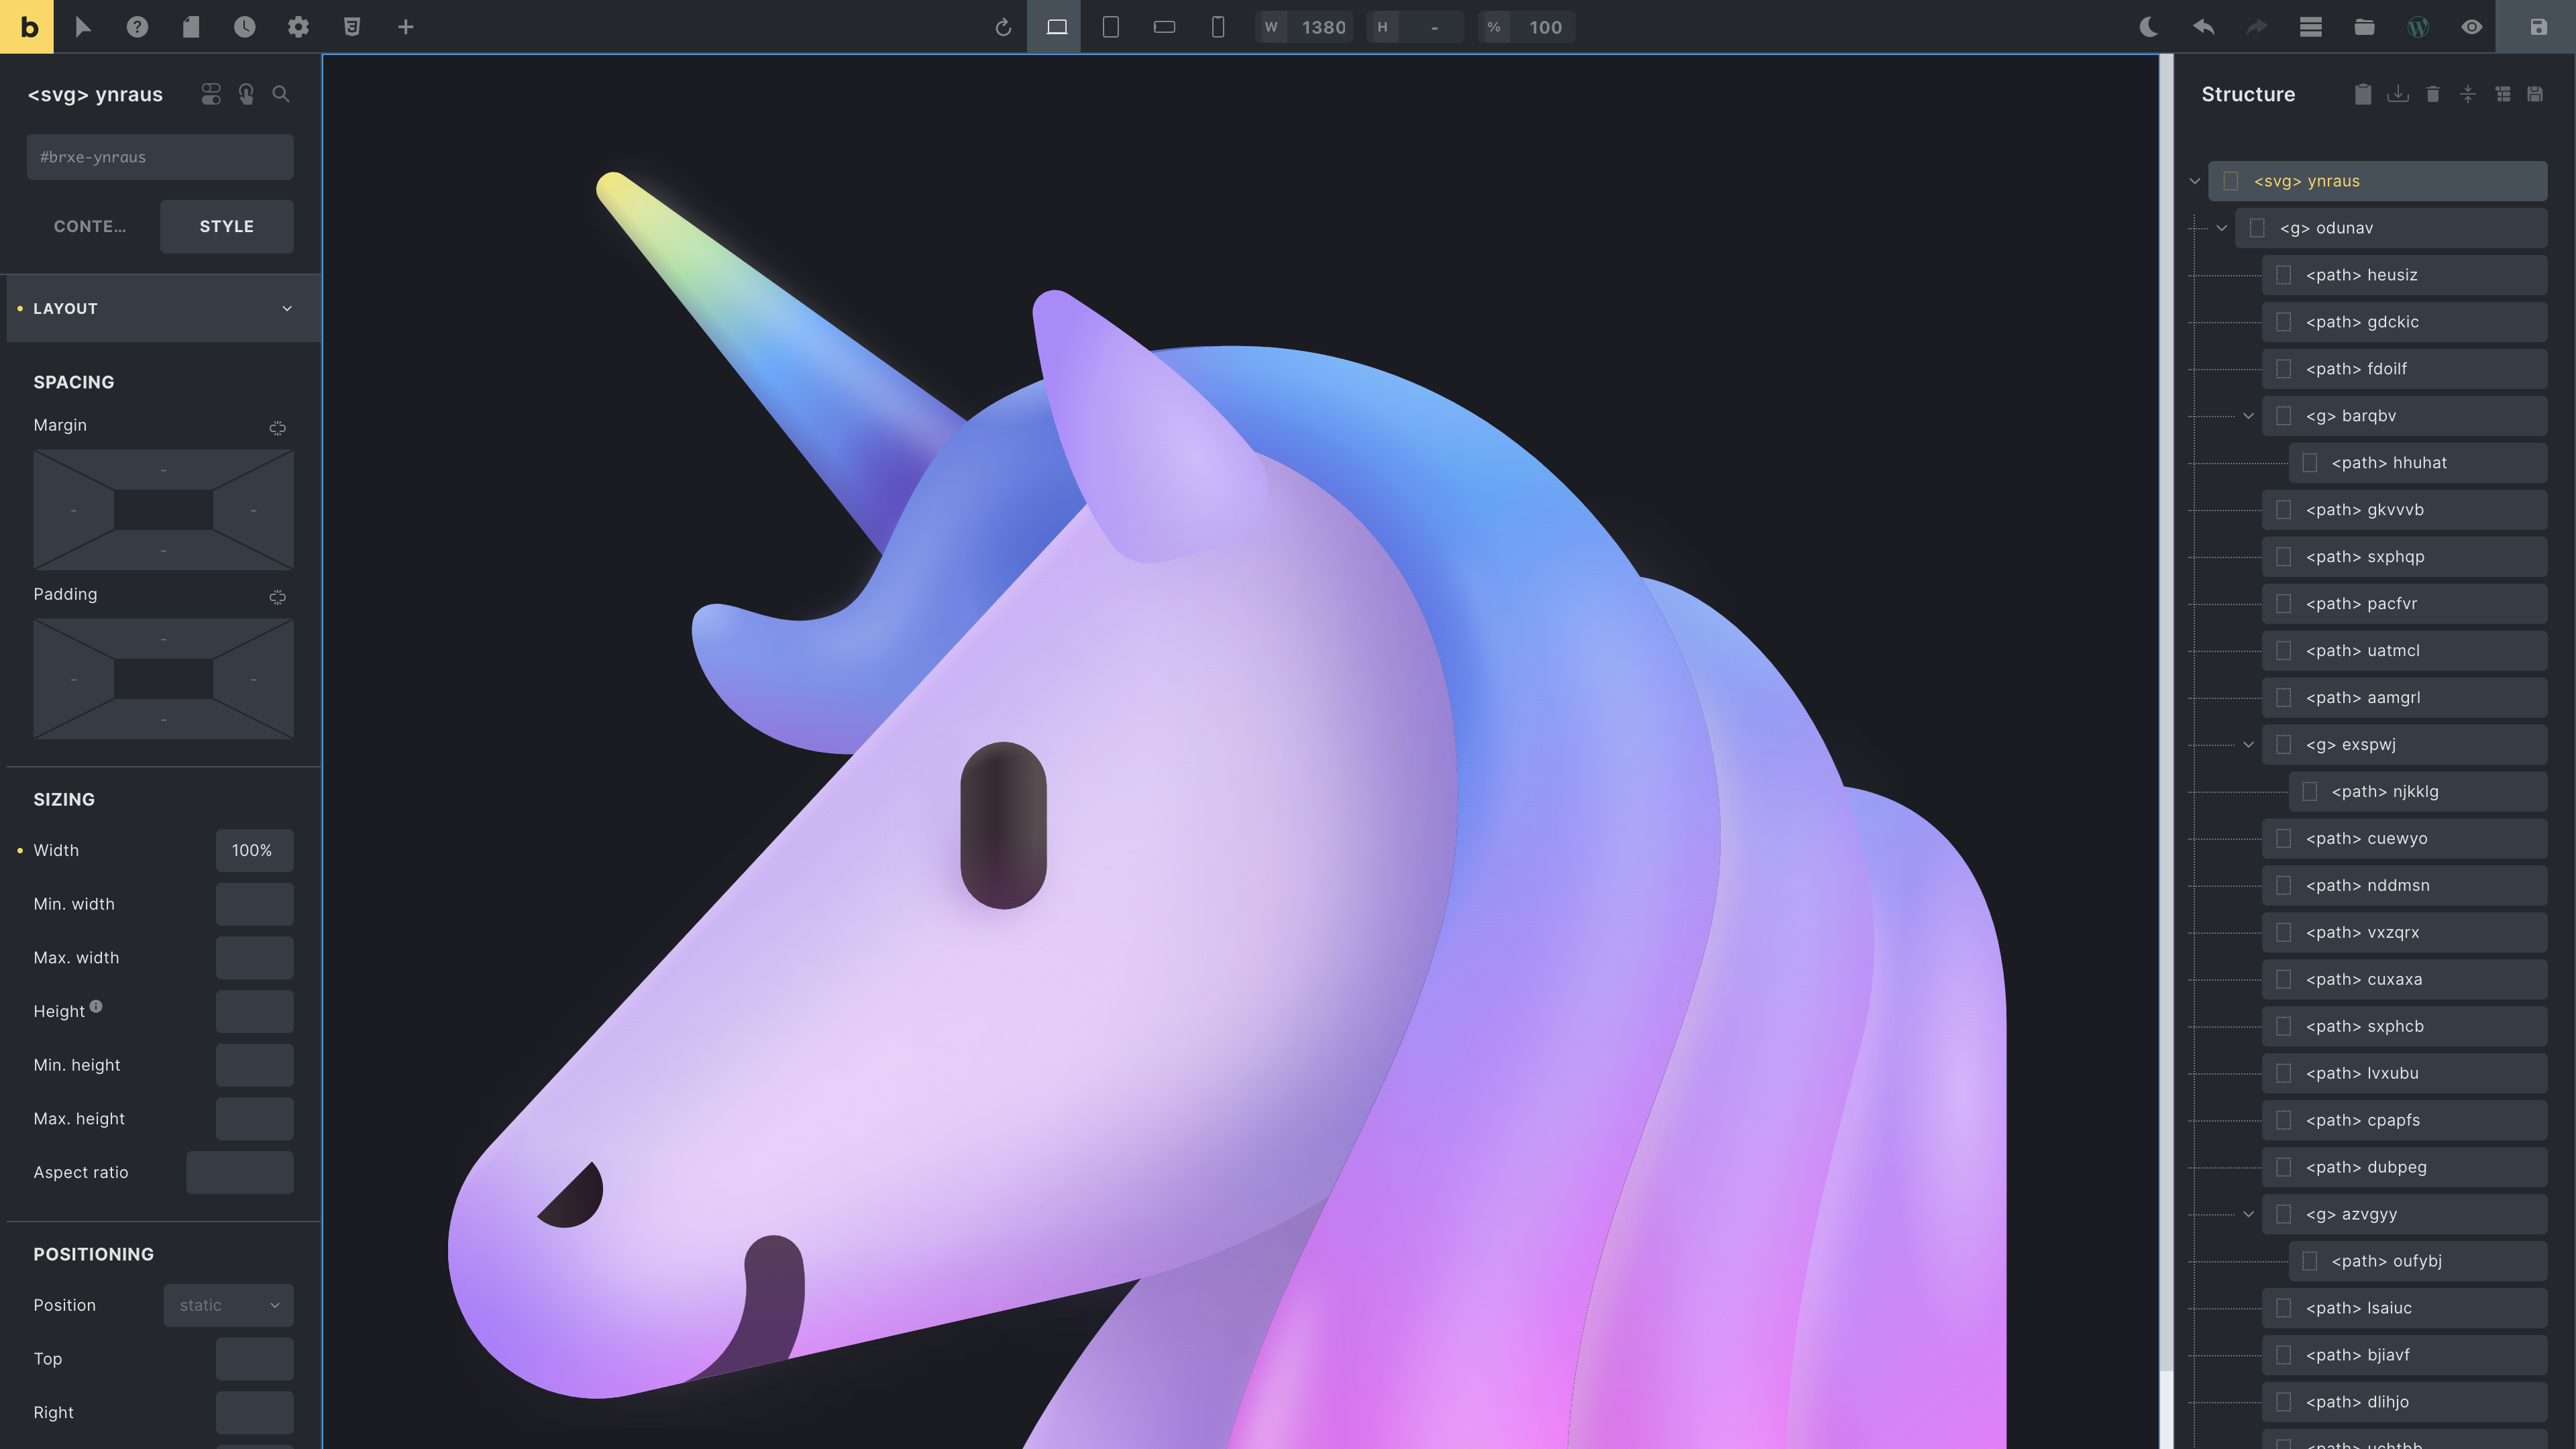 b
W 1380 H - % 100
<svg> ynraus
#brxe-ynraus
CONTE...
STYLE
LAYOUT
SPACING
Margin
-
- -
-
Padding
-
- -
-
SIZING
Width 100%
Min. width
Max. width
Height
Min. height
Max. height
Aspect ratio
POSITIONING
Position static
Top
Right
Structure
<svg> ynraus
<g> odunav
<path> heusiz
<path> gdckic
<path> fdoilf
<g> barqbv
<path> hhuhat
<path> gkvvvb
<path> sxphqp
<path> pacfvr
<path> uatmcl
<path> aamgrl
<g> exspwj
<path> njkklg
<path> cuewyo
<path> nddmsn
<path> vxzqrx
<path> cuxaxa
<path> sxphcb
<path> lvxubu
<path> cpapfs
<path> dubpeg
<g> azvgyy
<path> oufybj
<path> lsaiuc
<path> bjiavf
<path> dlihjo